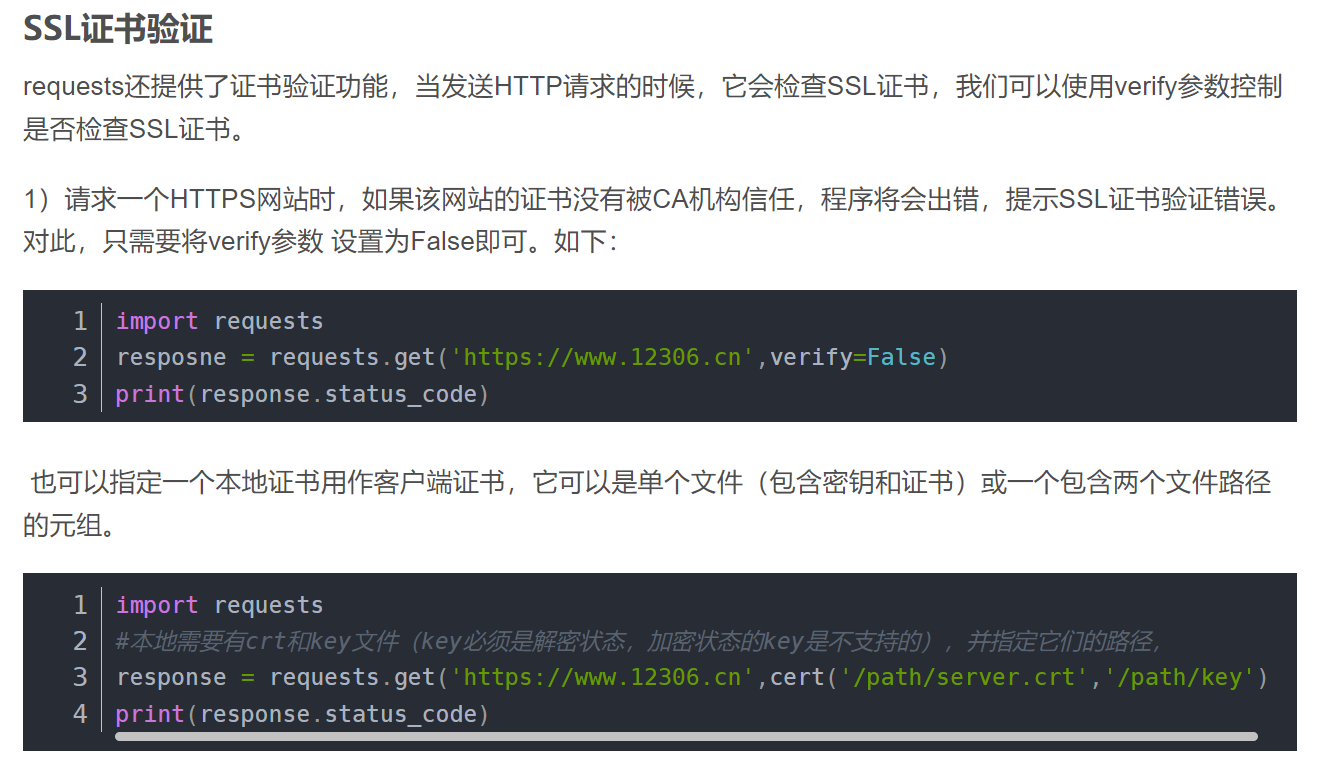 SSL证书验证
requests还提供了证书验证功能，当发送HTTP请求的时候，它会检查SSL证书，我们可以使用verify参数控制
是否检查SSL证书。
1）请求一个HTTPS网站时，如果该网站的证书没有被CA机构信任，程序将会出错，提示SSL证书验证错误。
对此，只需要将verify参数 设置为False即可。如下：
1 import requests
2 resposne = requests.get('https://www.12306.cn',verify=False)
3 print(response.status_code)
也可以指定一个本地证书用作客户端证书，它可以是单个文件（包含密钥和证书）或一个包含两个文件路径
的元组。
1 import requests
2 #本地需要有crt和key文件（key必须是解密状态，加密状态的key是不支持的），并指定它们的路径，
3 response = requests.get('https://www.12306.cn',cert('/path/server.crt','/path/key')
4 print(response.status_code)